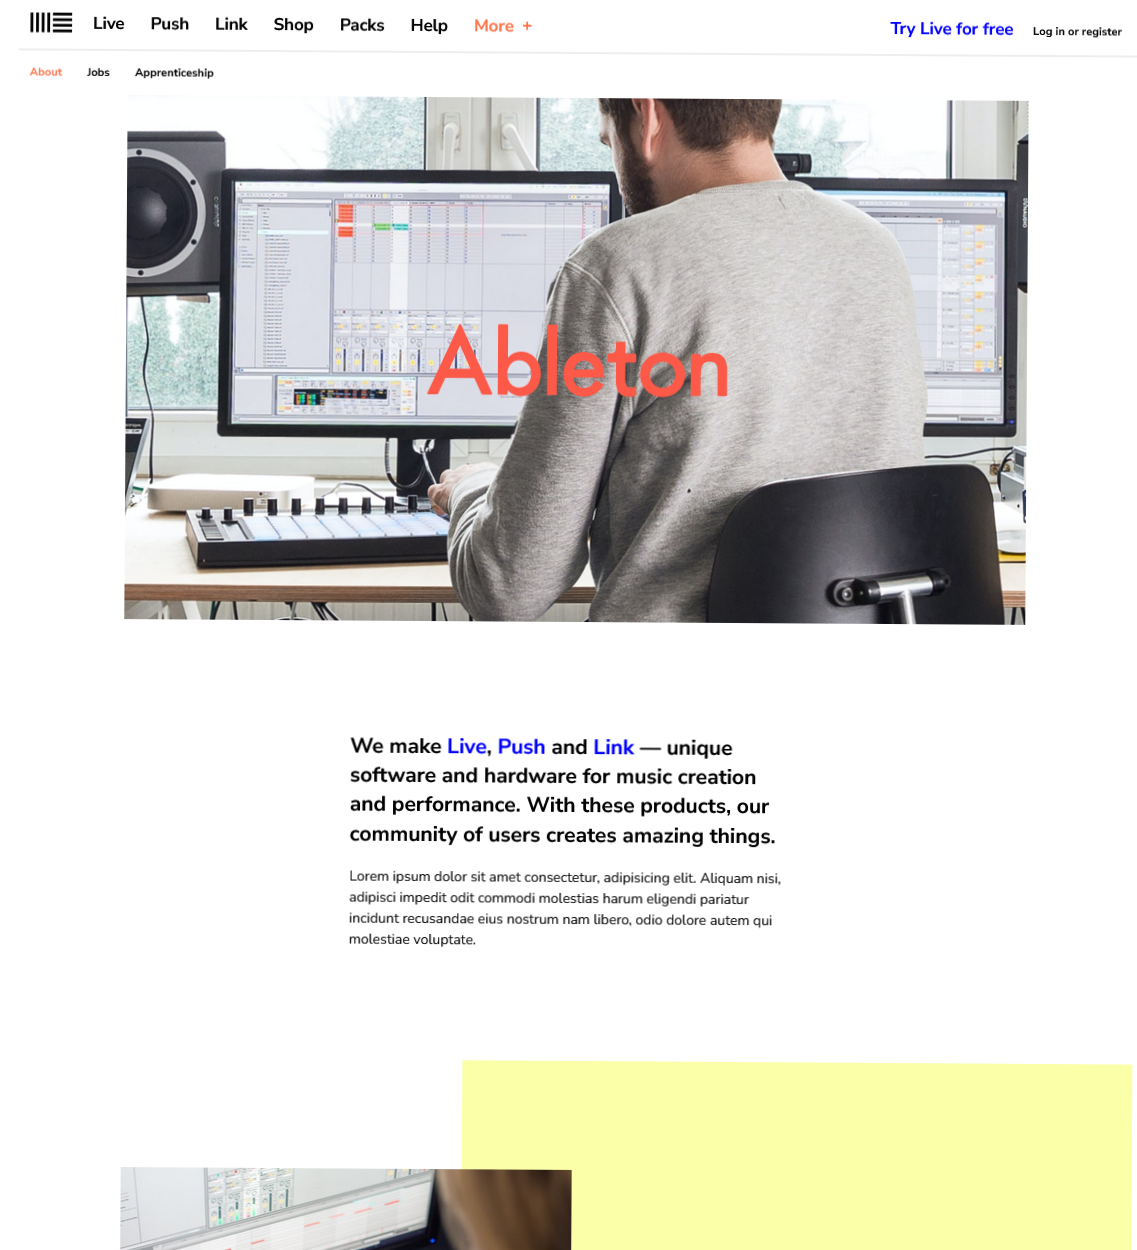 Live Push Link Shop Packs Help More + Try Live for free Log in or register
About Jobs Apprenticeship
Ableton
We make Live, Push and Link — unique
software and hardware for music creation
and performance. With these products, our
community of users creates amazing things.
Lorem ipsum dolor sit amet consectetur, adipisicing elit. Aliquam nisi,
adipisci impedit odit commodi molestias harum eligendi pariatur
incidunt recusandae eius nostrum nam libero, odio dolore autem qui
molestiae voluptate.